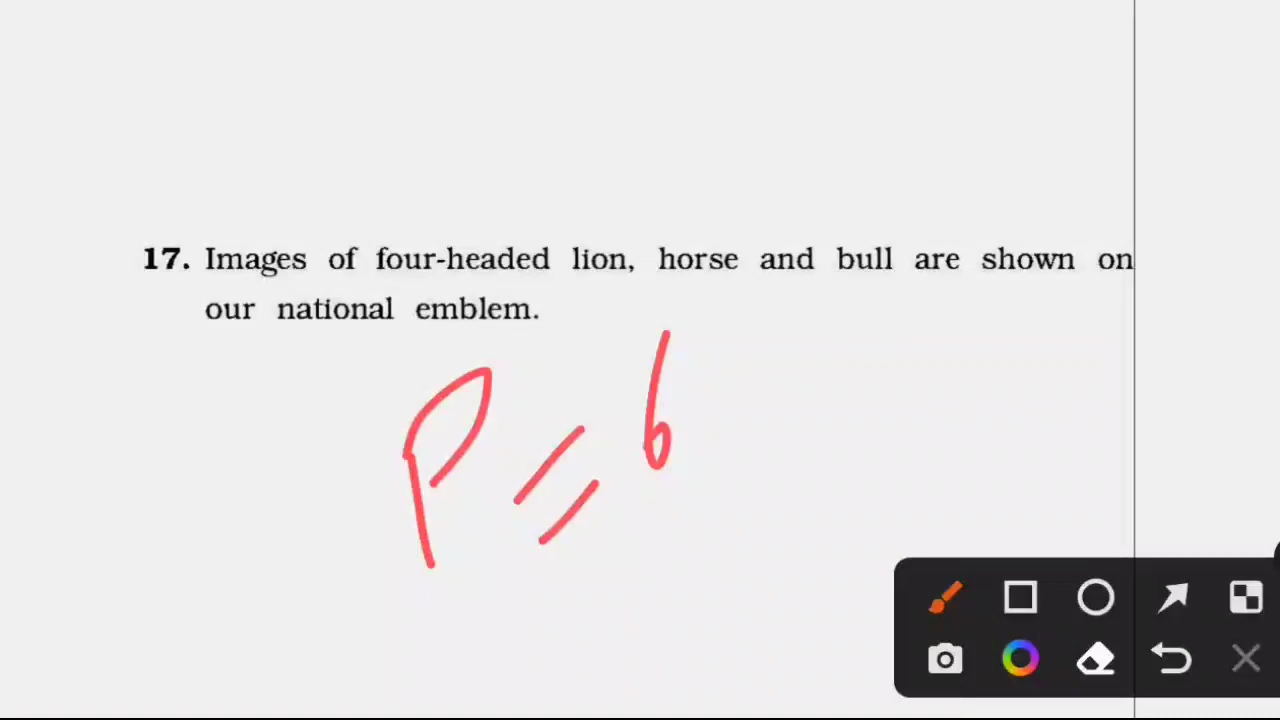 17. Images of four-headed lion, horse and bull are shown on
our national emblem.
P = 6